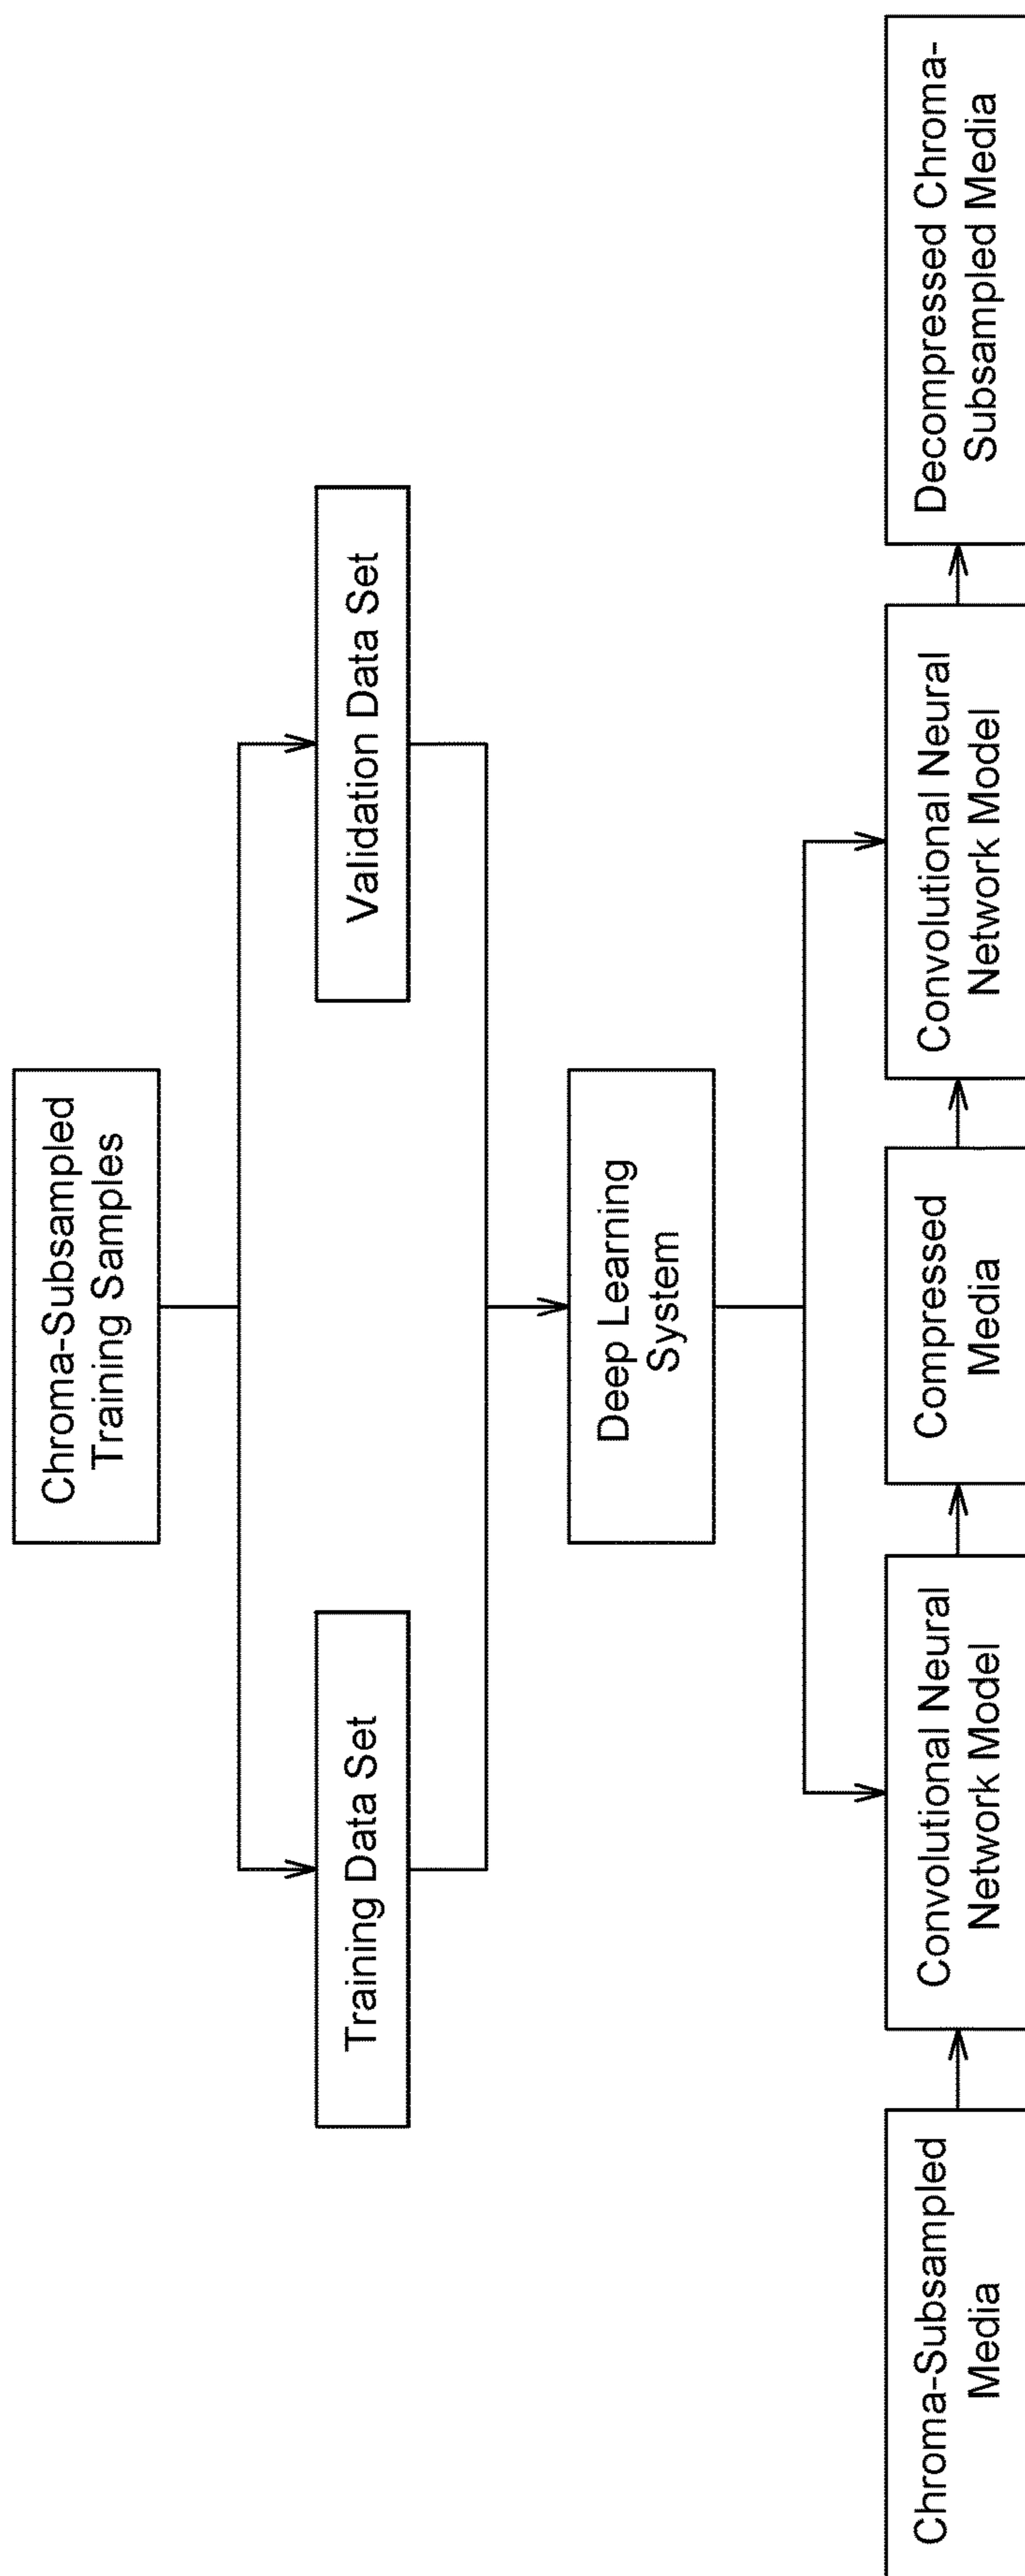 Chroma-Subsampled
Training Samples
Training Data Set
Validation Data Set
Deep Learning
System
Chroma-Subsampled
Media
Convolutional Neural
Network Model
Compressed
Media
Convolutional Neural
Network Model
Decompressed Chroma-
Subsampled Media